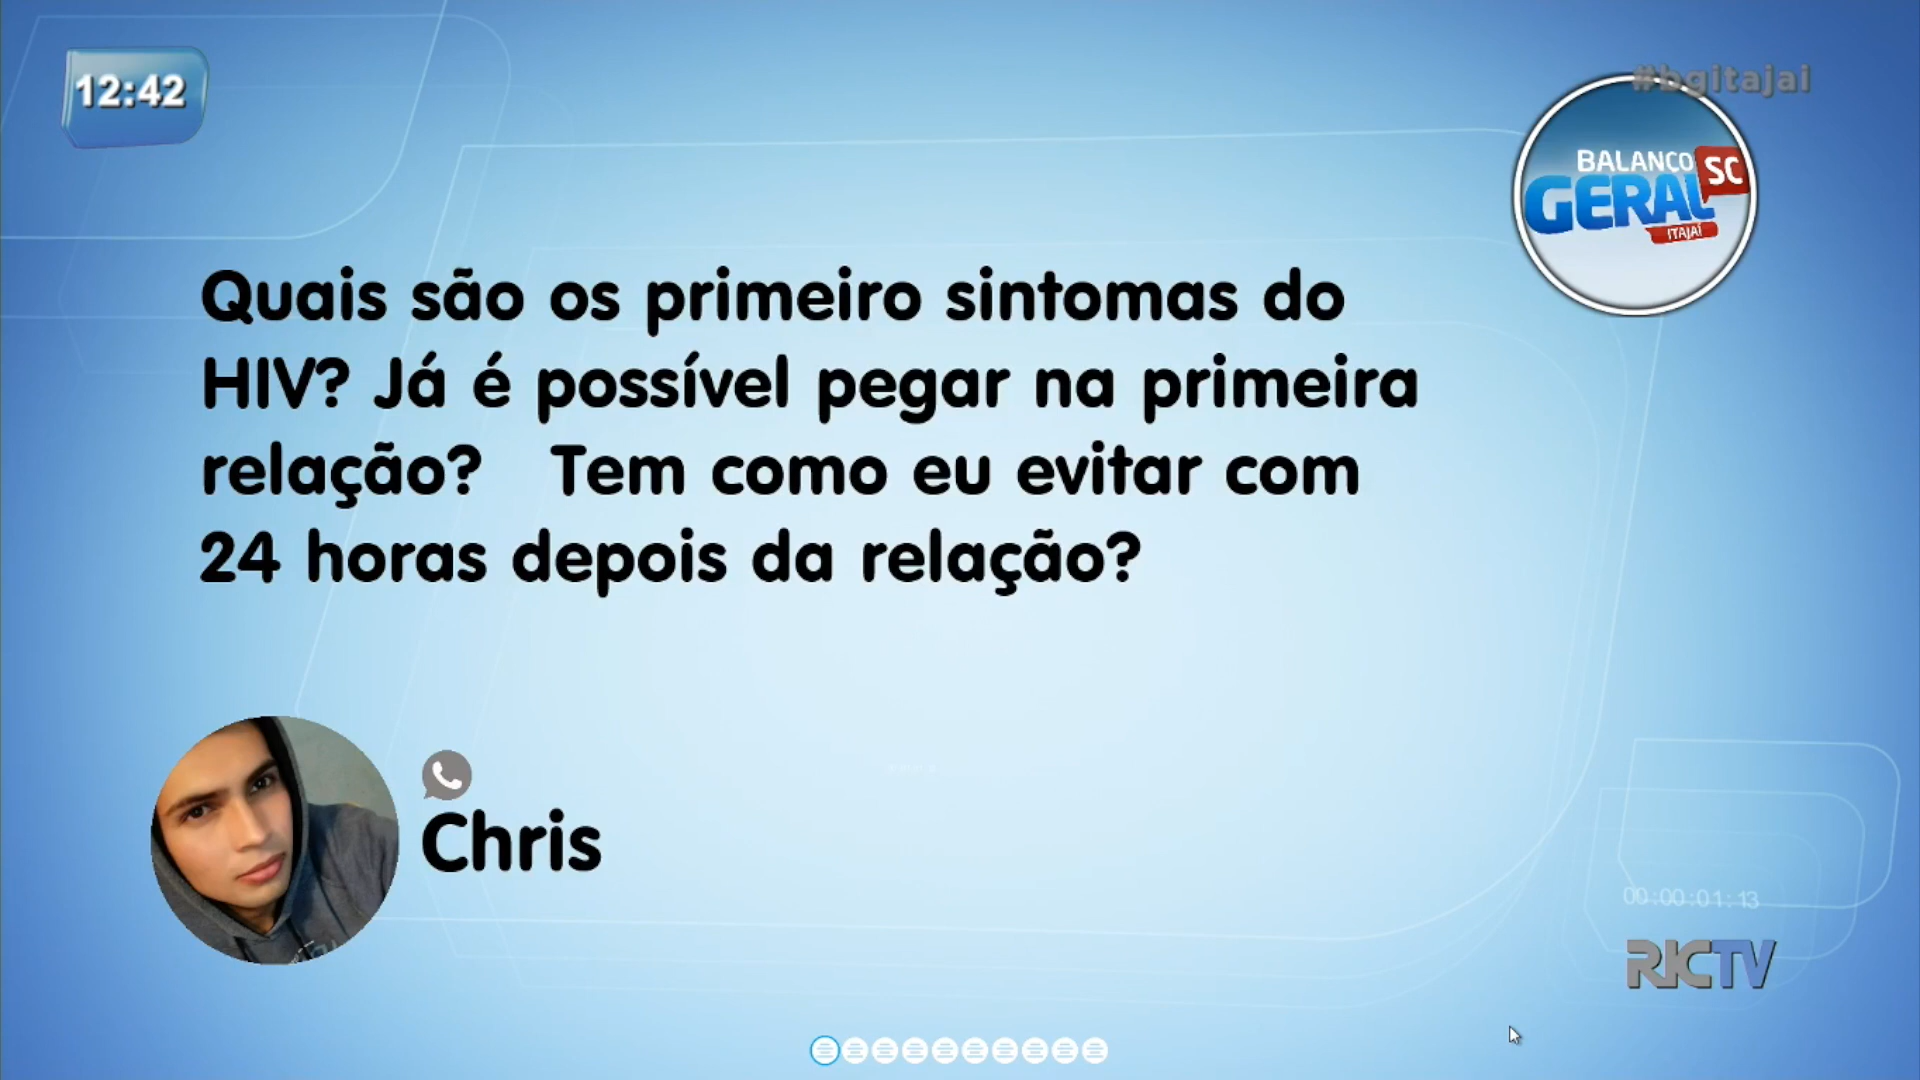 12:42
#bgitajai
BALANÇO
GERAL SC
ITAJAÍ
Quais são os primeiro sintomas do
HIV? Já é possível pegar na primeira
relação? Tem como eu evitar com
24 horas depois da relação?
Chris
00:00:01:13
RICTV